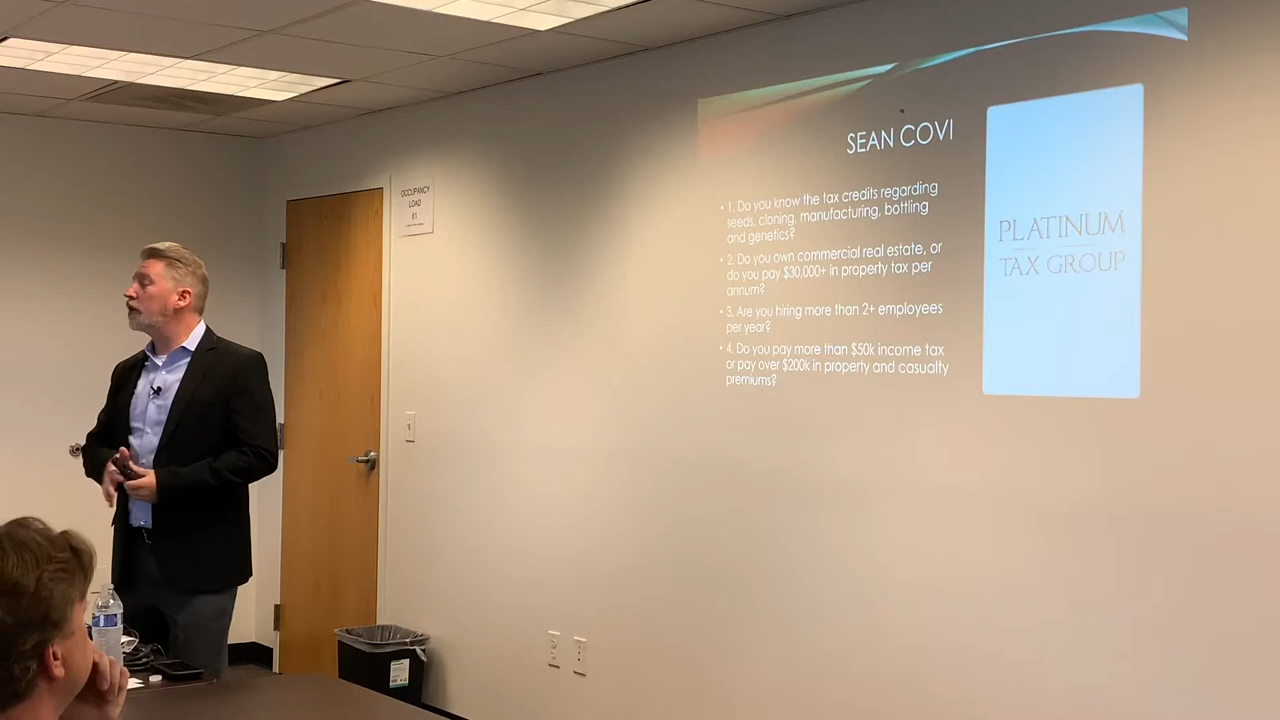 OCCUPANCY
LOAD
61
SEAN COVI
• 1. Do you know the tax credits regarding
seeds, cloning, manufacturing, bottling
and genetics?
• 2. Do you own commercial real estate, or
do you pay $30,000+ in property tax per
annum?
• 3. Are you hiring more than 2+ employees
per year?
• 4. Do you pay more than $50k income tax
or pay over $200k in property and casualty
premiums?
PLATINUM
TAX GROUP